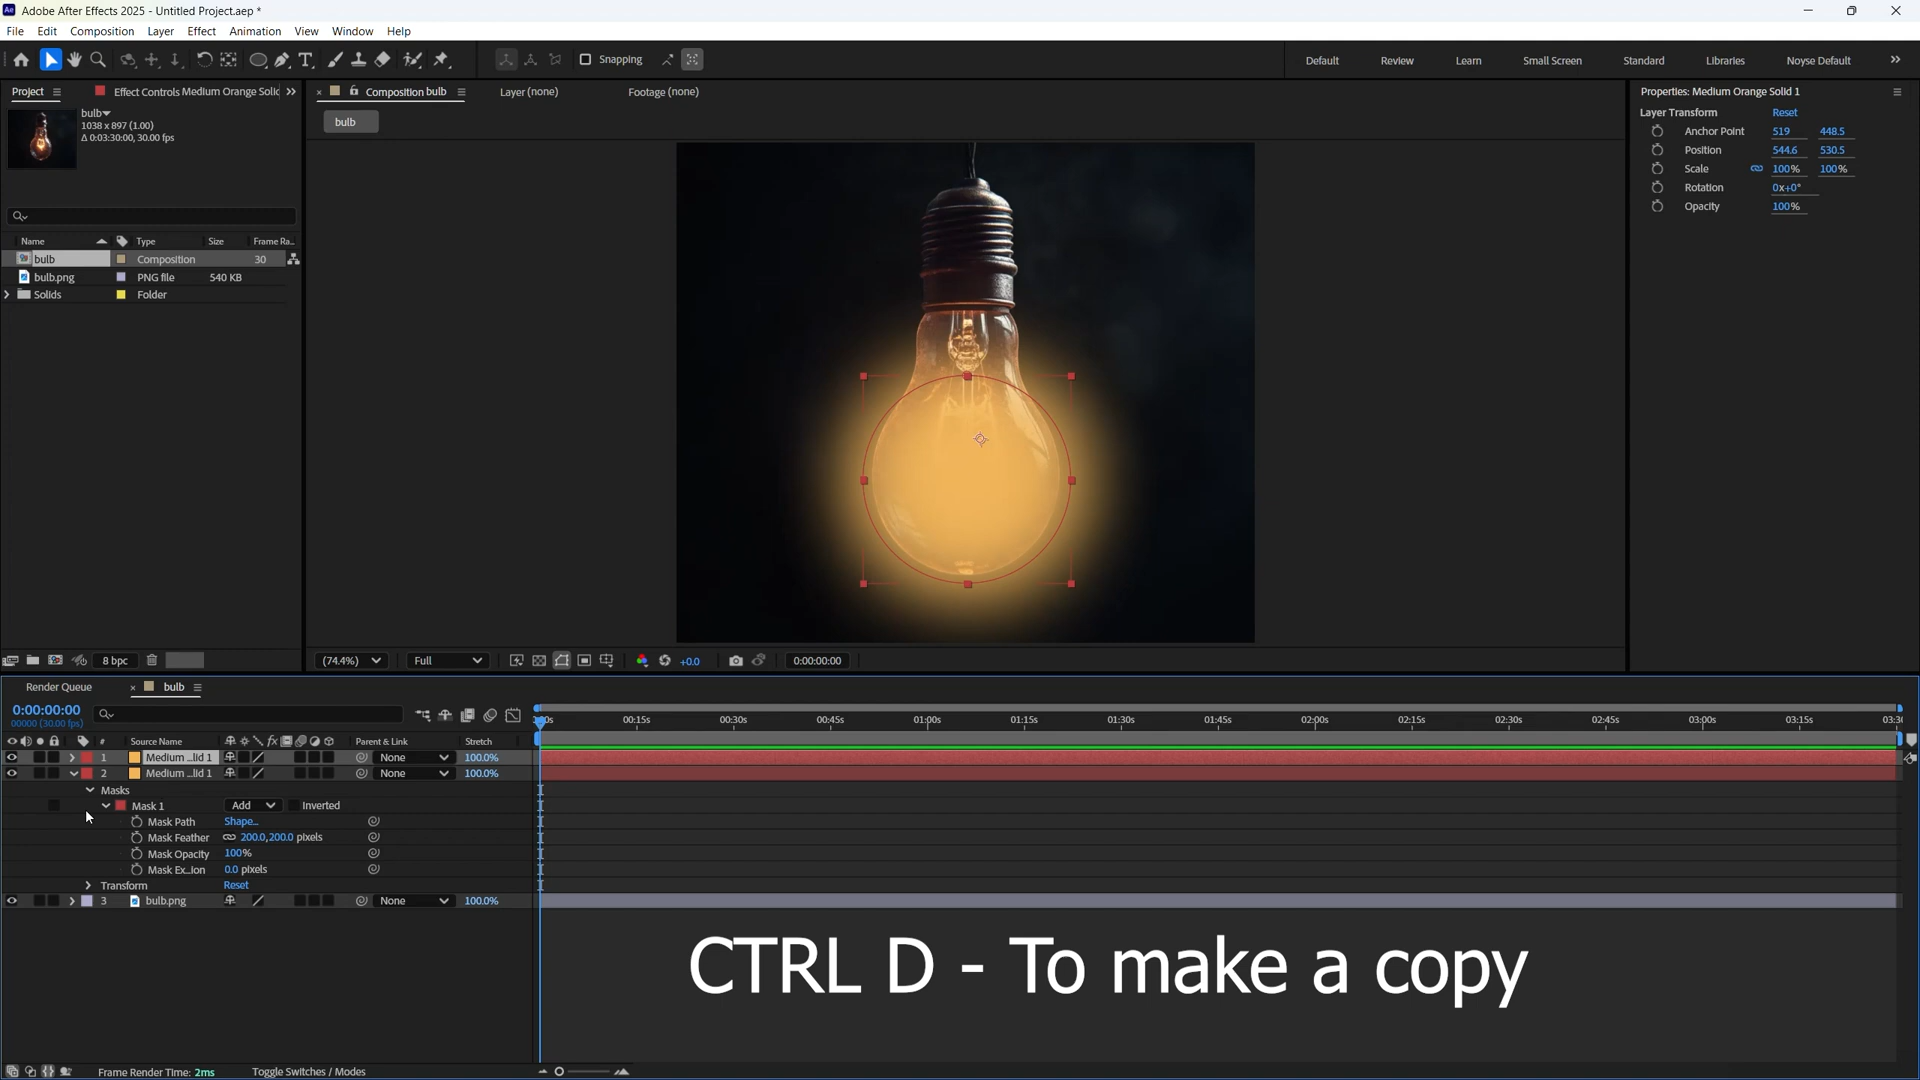 Adobe After Effects 2025 - Untitled Project.aep *
File Edit Composition Layer Effect Animation View Window Help
Snapping
Default Review Learn Small Screen Standard Libraries Noyse Default
Project Effect Controls Medium Orange Solid
Composition bulb Layer (none) Footage (none)
Properties: Medium Orange Solid 1
bulb
bulb▾
1038 x 897 (1.00)
Δ 0:03:30:00, 30.00 fps
Layer Transform Reset
Anchor Point 519 448.5
Position 544.6 530.5
Scale 100% 100%
Rotation 0x+0°
Opacity 100%
Name Type Size Frame Ra..
bulb Composition 30
bulb.png PNG file 540 KB
Solids Folder
8 bpc
(74.4%) Full +0.0 0:00:00:00
Render Queue bulb
0:00:00:00
00000 (30.00 fps)
00:15s 00:30s 00:45s 01:00s 01:15s 01:30s 01:45s 02:00s 02:15s 02:30s 02:45s 03:00s 03:15s 03:30
# Source Name Parent & Link Stretch
1 Medium ...lid 1 None 100.0%
2 Medium ...lid 1 None 100.0%
Masks
Mask 1 Add Inverted
Mask Path Shape...
Mask Feather 200.0,200.0 pixels
Mask Opacity 100%
Mask Ex...ion 0.0 pixels
Transform Reset
3 bulb.png None 100.0%
CTRL D - To make a copy
Frame Render Time: 2ms Toggle Switches / Modes